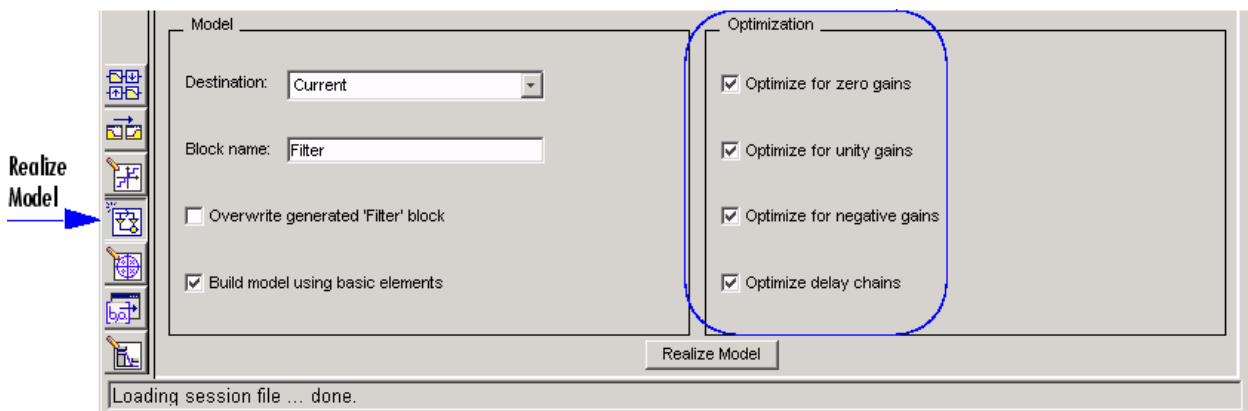 Model
Optimization
Destination: Current
Optimize for zero gains
Block name: Filter
Optimize for unity gains
Realize
Model
Overwrite generated 'Filter' block
Optimize for negative gains
Build model using basic elements
Optimize delay chains
Realize Model
Loading session file ... done.